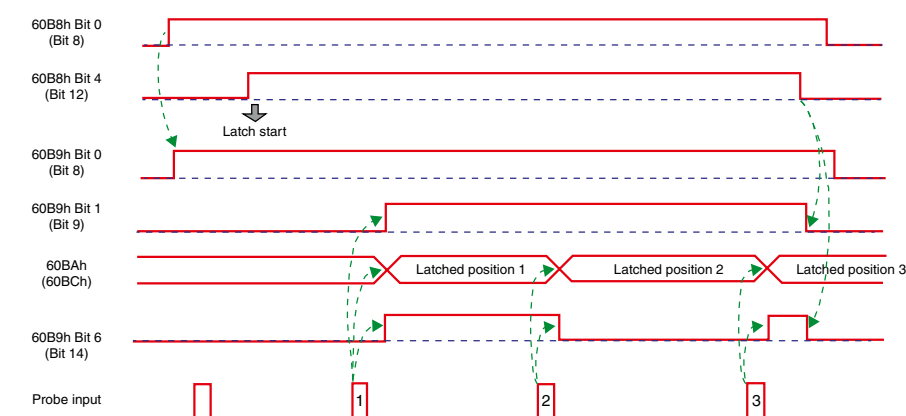 60B8h Bit 0
(Bit 8)
60B8h Bit 4
(Bit 12)
Latch start
60B9h Bit 0
(Bit 8)
60B9h Bit 1
(Bit 9)
60BAh
(60BCh)
Latched position 1
Latched position 2
Latched position 3
60B9h Bit 6
(Bit 14)
Probe input
1
2
3